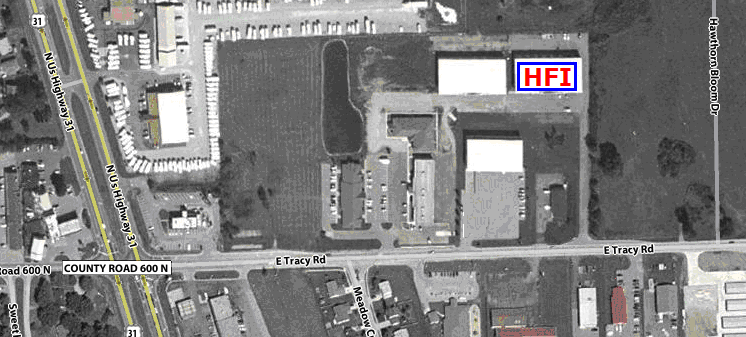 31
N Us Highway 31
N Us Highway 31
HFI
Hawthorn Bloom Dr
E Tracy Rd
E Tracy Rd
Road 600 N
COUNTY ROAD 600 N
Meadow C
Sweet
31